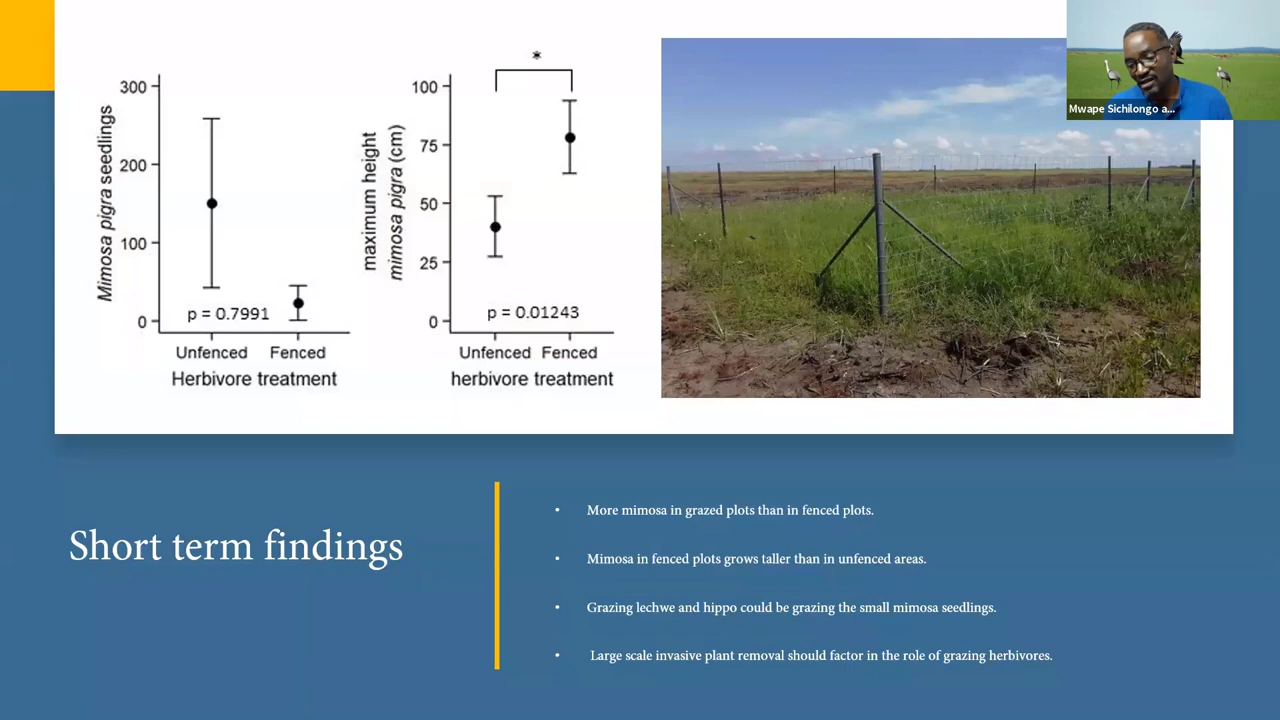 300
200
100
0
Mimosa pigra seedlings
p = 0.7991
Unfenced Fenced
Herbivore treatment
*
100
75
50
25
0
maximum height
mimosa pigra (cm)
p = 0.01243
Unfenced Fenced
herbivore treatment
Mwape Sichilongo a...
Short term findings
• More mimosa in grazed plots than in fenced plots.
• Mimosa in fenced plots grows taller than in unfenced areas.
• Grazing lechwe and hippo could be grazing the small mimosa seedlings.
• Large scale invasive plant removal should factor in the role of grazing herbivores.